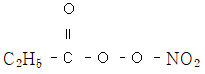 O
||
C₂H₅ - C - O - O - NO₂